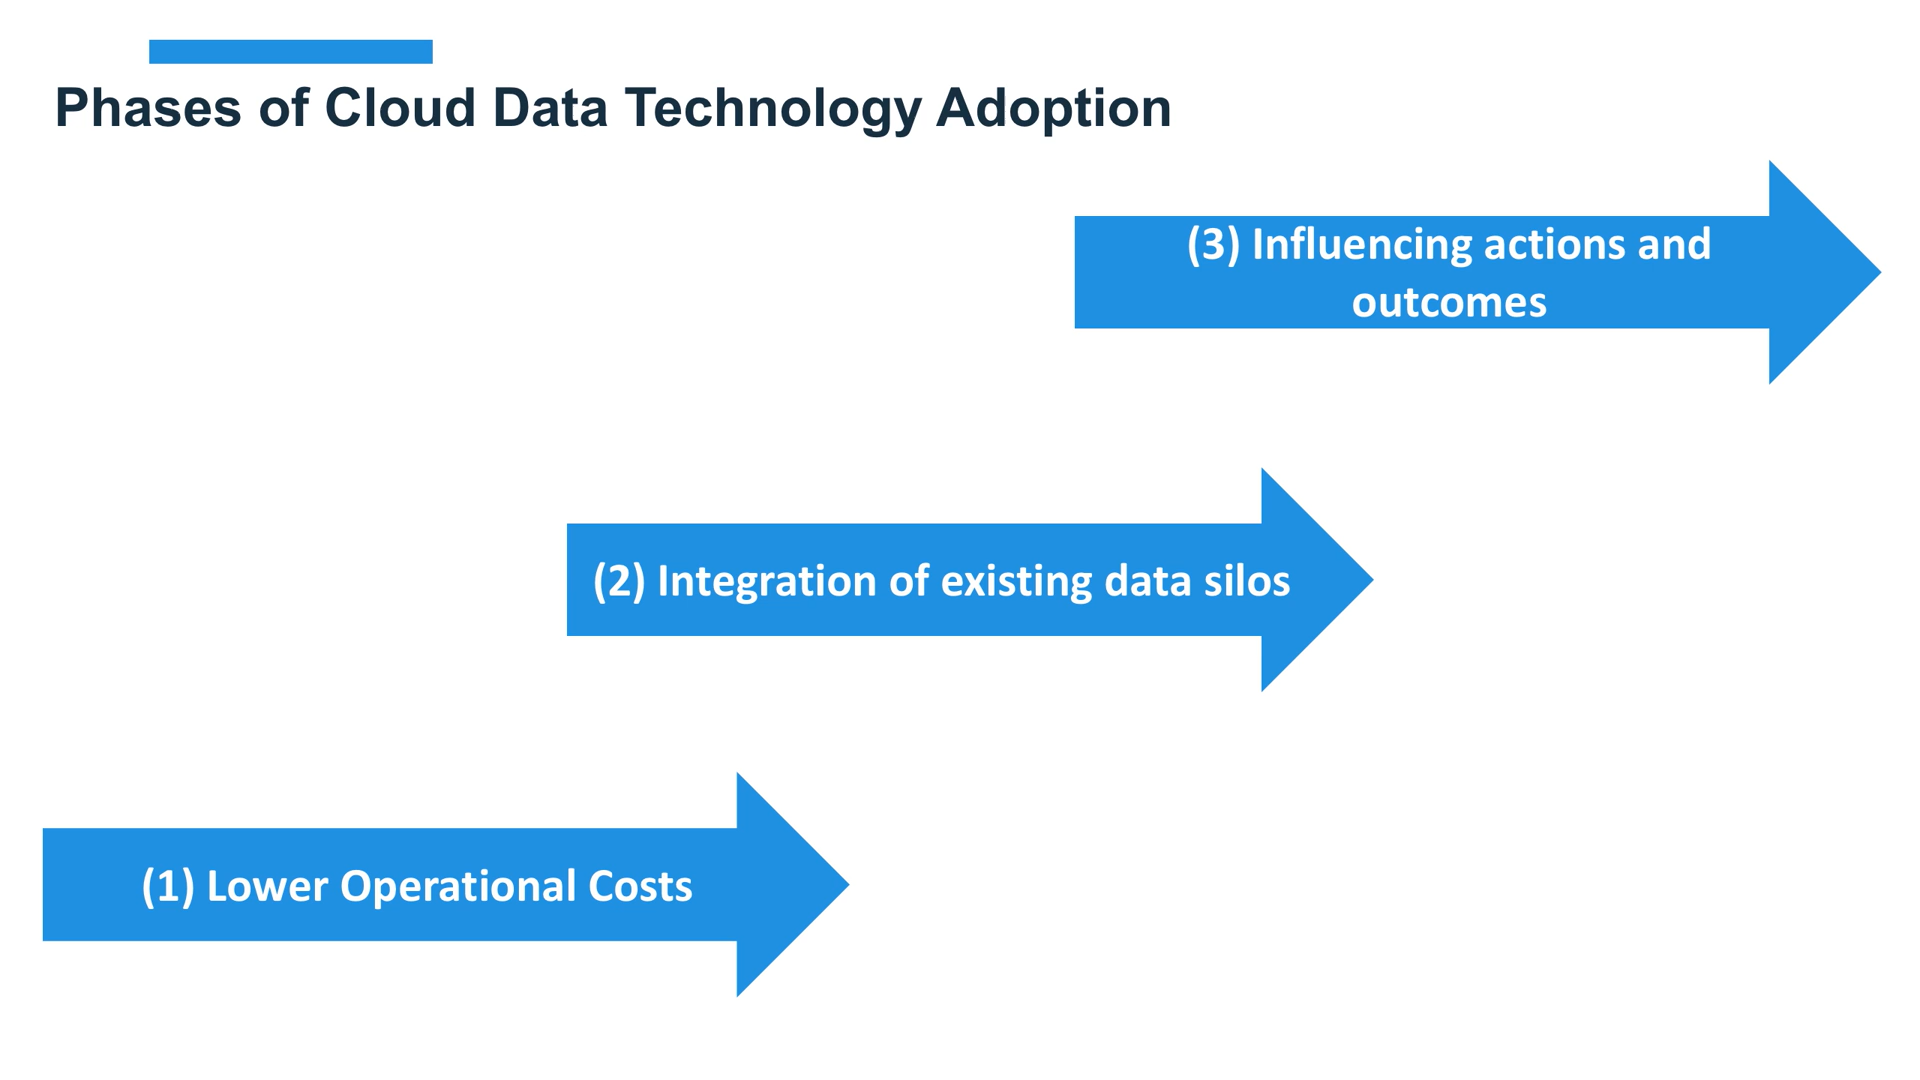 Phases of Cloud Data Technology Adoption
(3) Influencing actions and
outcomes
(2) Integration of existing data silos
(1) Lower Operational Costs